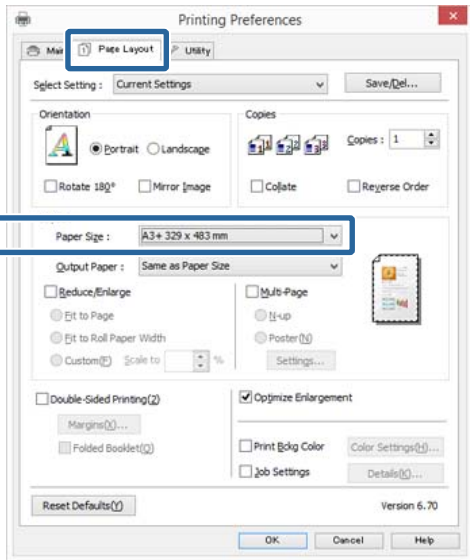 Printing Preferences
Main Page Layout Utility
Select Setting : Current Settings Save/Del...
Orientation Copies
Portrait Landscape Copies : 1
Rotate 180° Mirror Image Collate Reverse Order
Paper Size : A3+ 329 x 483 mm
Output Paper : Same as Paper Size
Reduce/Enlarge Multi-Page
Fit to Page N-up
Fit to Roll Paper Width Poster(N)
Custom(F) Scale to % Settings...
Double-Sided Printing(2) Optimize Enlargement
Margins(X)...
Folded Booklet(O) Print Bckg Color Color Settings(H)...
Job Settings Details(K)...
Reset Defaults(Y) Version 6.70
OK Cancel Help